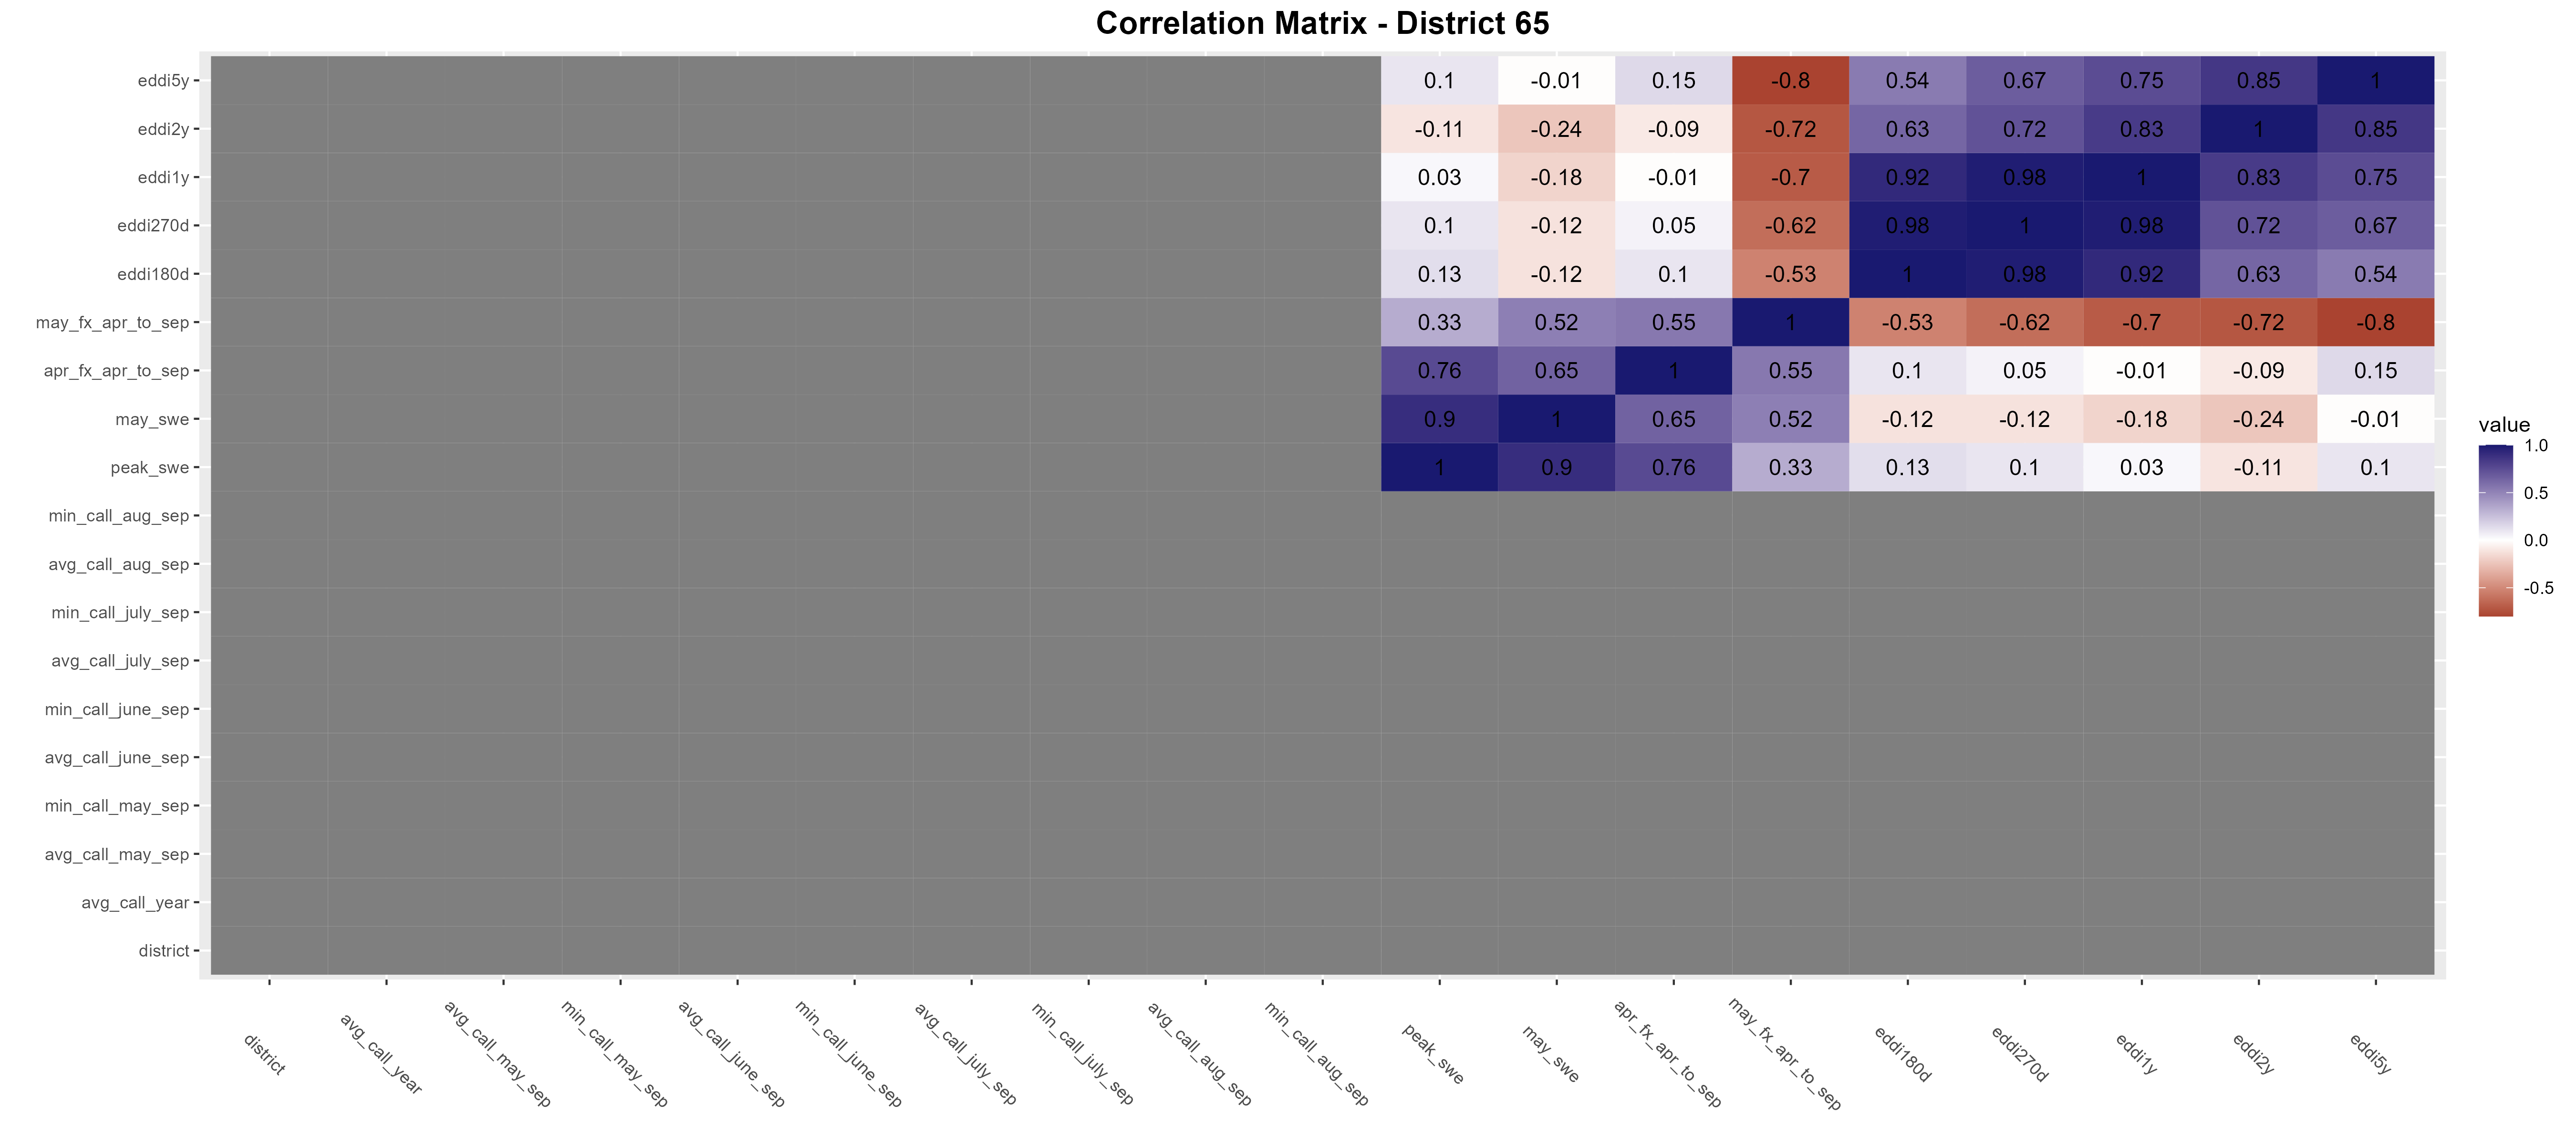 Correlation Matrix - District 65
eddi5y 0.1 -0.01 0.15 -0.8 0.54 0.67 0.75 0.85 1
eddi2y -0.11 -0.24 -0.09 -0.72 0.63 0.72 0.83 1 0.85
eddi1y 0.03 -0.18 -0.01 -0.7 0.92 0.98 1 0.83 0.75
eddi270d 0.1 -0.12 0.05 -0.62 0.98 1 0.98 0.72 0.67
eddi180d 0.13 -0.12 0.1 -0.53 1 0.98 0.92 0.63 0.54
may_fx_apr_to_sep 0.33 0.52 0.55 1 -0.53 -0.62 -0.7 -0.72 -0.8
apr_fx_apr_to_sep 0.76 0.65 1 0.55 0.1 0.05 -0.01 -0.09 0.15
may_swe 0.9 1 0.65 0.52 -0.12 -0.12 -0.18 -0.24 -0.01
peak_swe 1 0.9 0.76 0.33 0.13 0.1 0.03 -0.11 0.1
min_call_aug_sep
avg_call_aug_sep
min_call_july_sep
avg_call_july_sep
min_call_june_sep
avg_call_june_sep
min_call_may_sep
avg_call_may_sep
avg_call_year
district
district
avg_call_year
avg_call_may_sep
min_call_may_sep
avg_call_june_sep
min_call_june_sep
avg_call_july_sep
min_call_july_sep
avg_call_aug_sep
min_call_aug_sep
peak_swe
may_swe
apr_fx_apr_to_sep
may_fx_apr_to_sep
eddi180d
eddi270d
eddi1y
eddi2y
eddi5y
value
1.0
0.5
0.0
-0.5